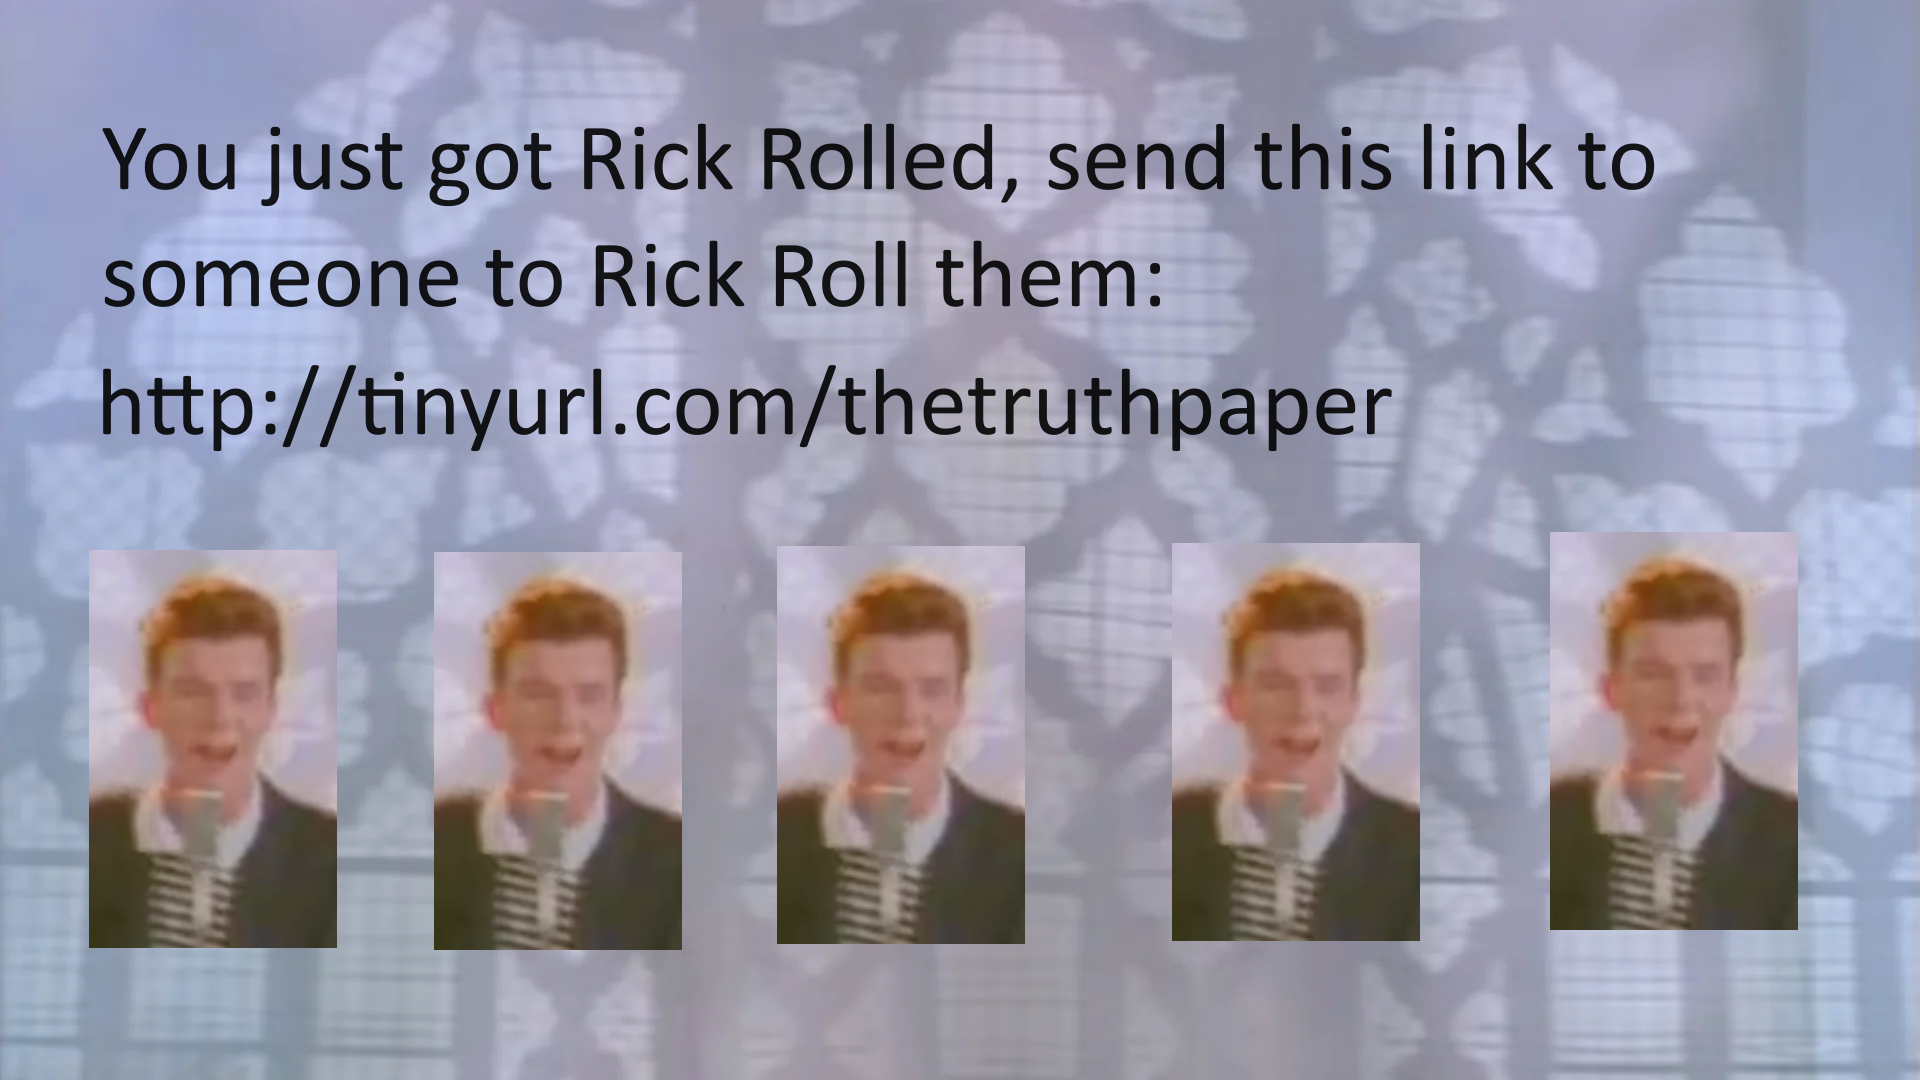 You just got Rick Rolled, send this link to
someone to Rick Roll them:
http://tinyurl.com/thetruthpaper